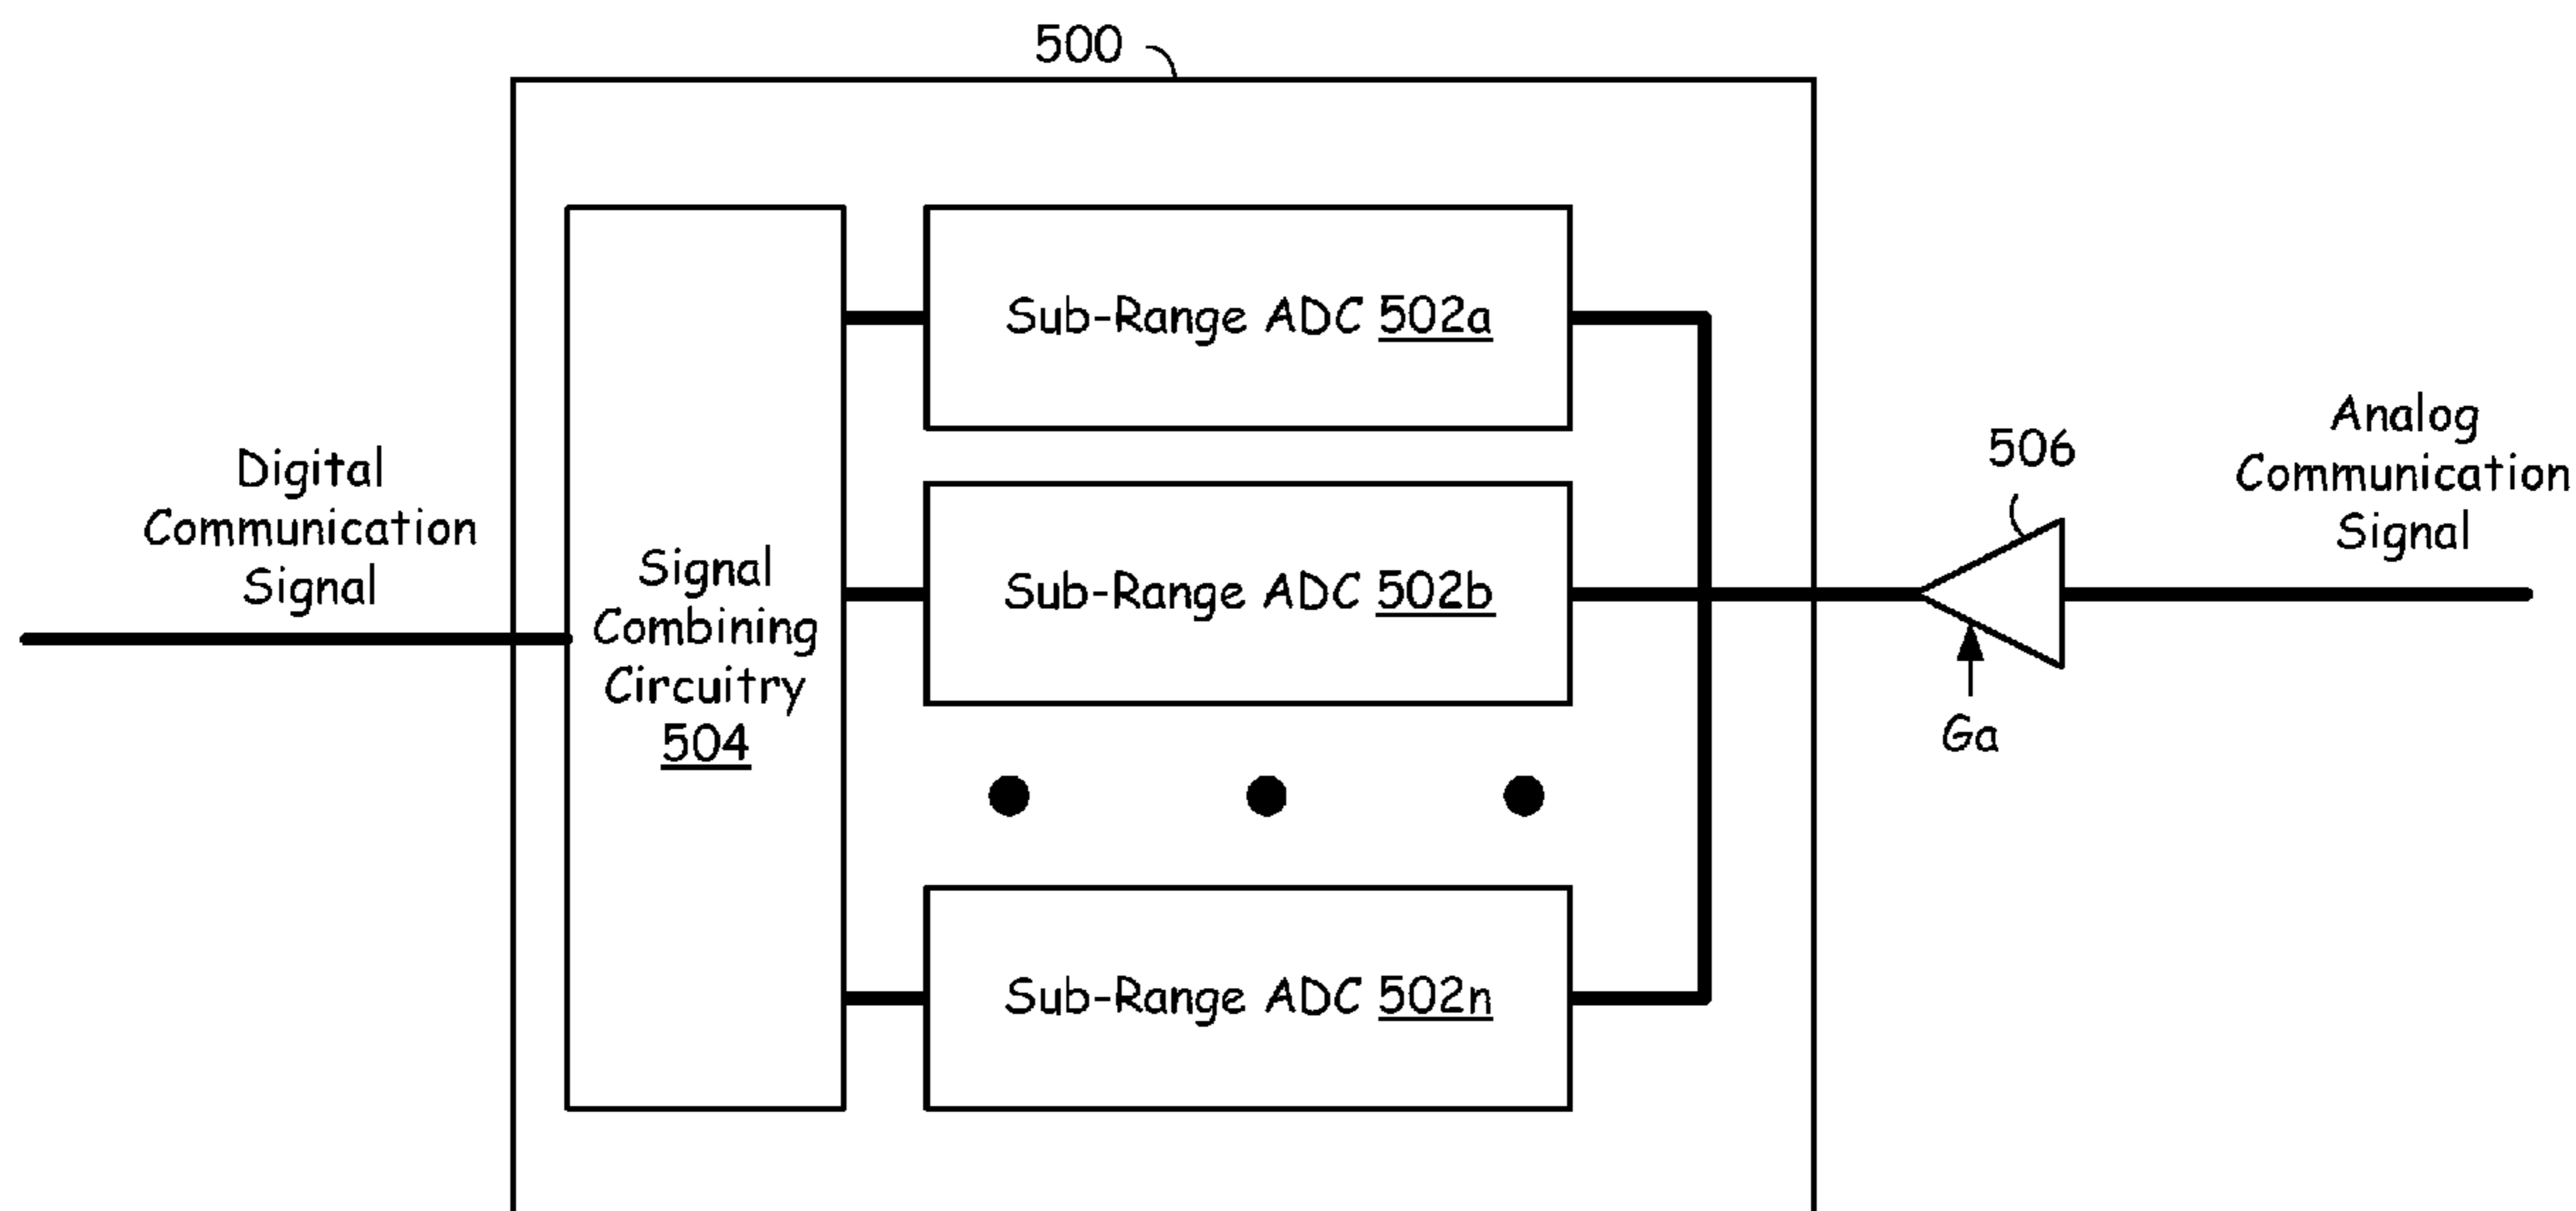 500
Sub-Range ADC 502a
Digital
Communication
Signal
Signal
Combining
Circuitry
504
Sub-Range ADC 502b
Sub-Range ADC 502n
506
Ga
Analog
Communication
Signal